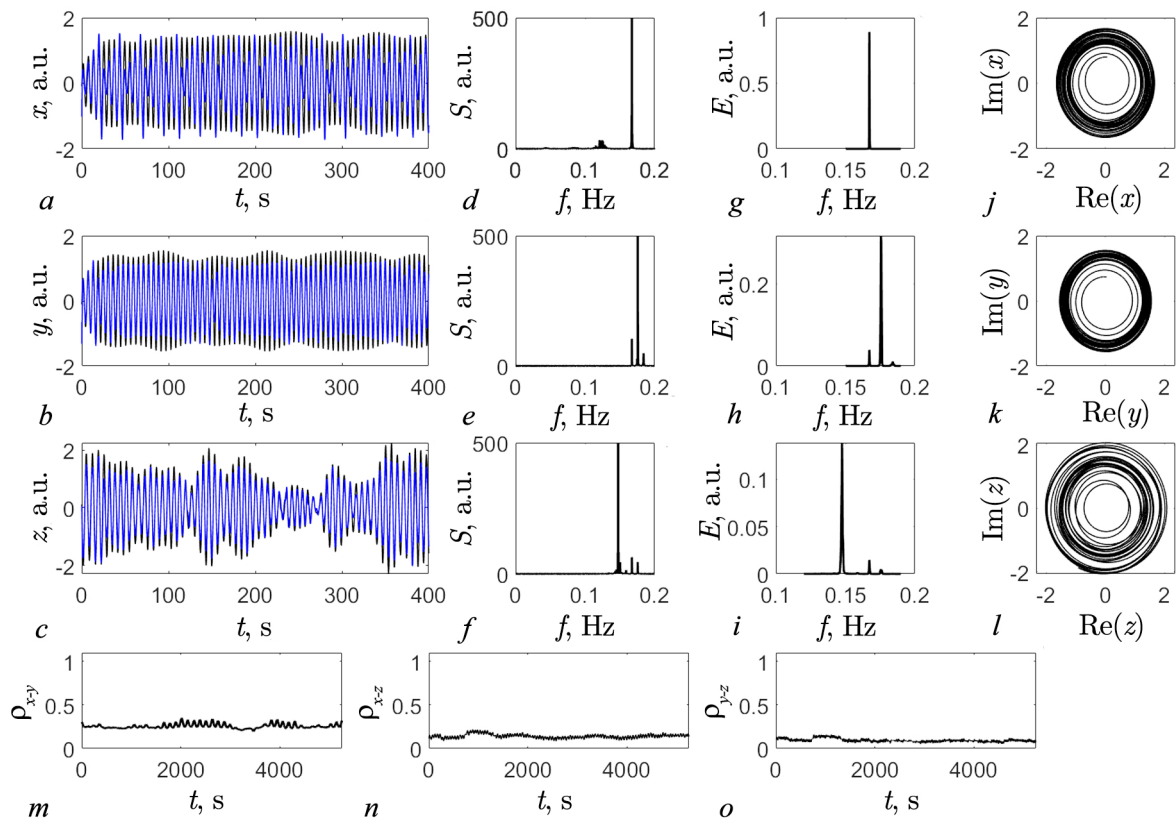 x, a.u.
2
0
-2
0 100 200 300 400
t, s
a
S, a.u.
500
0
0 0.1 0.2
f, Hz
d
E, a.u.
1
0.5
0
0.1 0.15 0.2
f, Hz
g
Im(x)
2
0
-2
-2 0 2
Re(x)
j
y, a.u.
2
0
-2
0 100 200 300 400
t, s
b
S, a.u.
500
0
0 0.1 0.2
f, Hz
e
E, a.u.
0.2
0
0.1 0.15 0.2
f, Hz
h
Im(y)
2
0
-2
-2 0 2
Re(y)
k
z, a.u.
2
0
-2
0 100 200 300 400
t, s
c
S, a.u.
500
0
0 0.1 0.2
f, Hz
f
E, a.u.
0.1
0.05
0
0.1 0.15 0.2
f, Hz
i
Im(z)
2
0
-2
-2 0 2
Re(z)
l
ρx-y
1
0.5
0
0 2000 4000
t, s
m
ρx-z
1
0.5
0
0 2000 4000
t, s
n
ρy-z
1
0.5
0
0 2000 4000
t, s
o